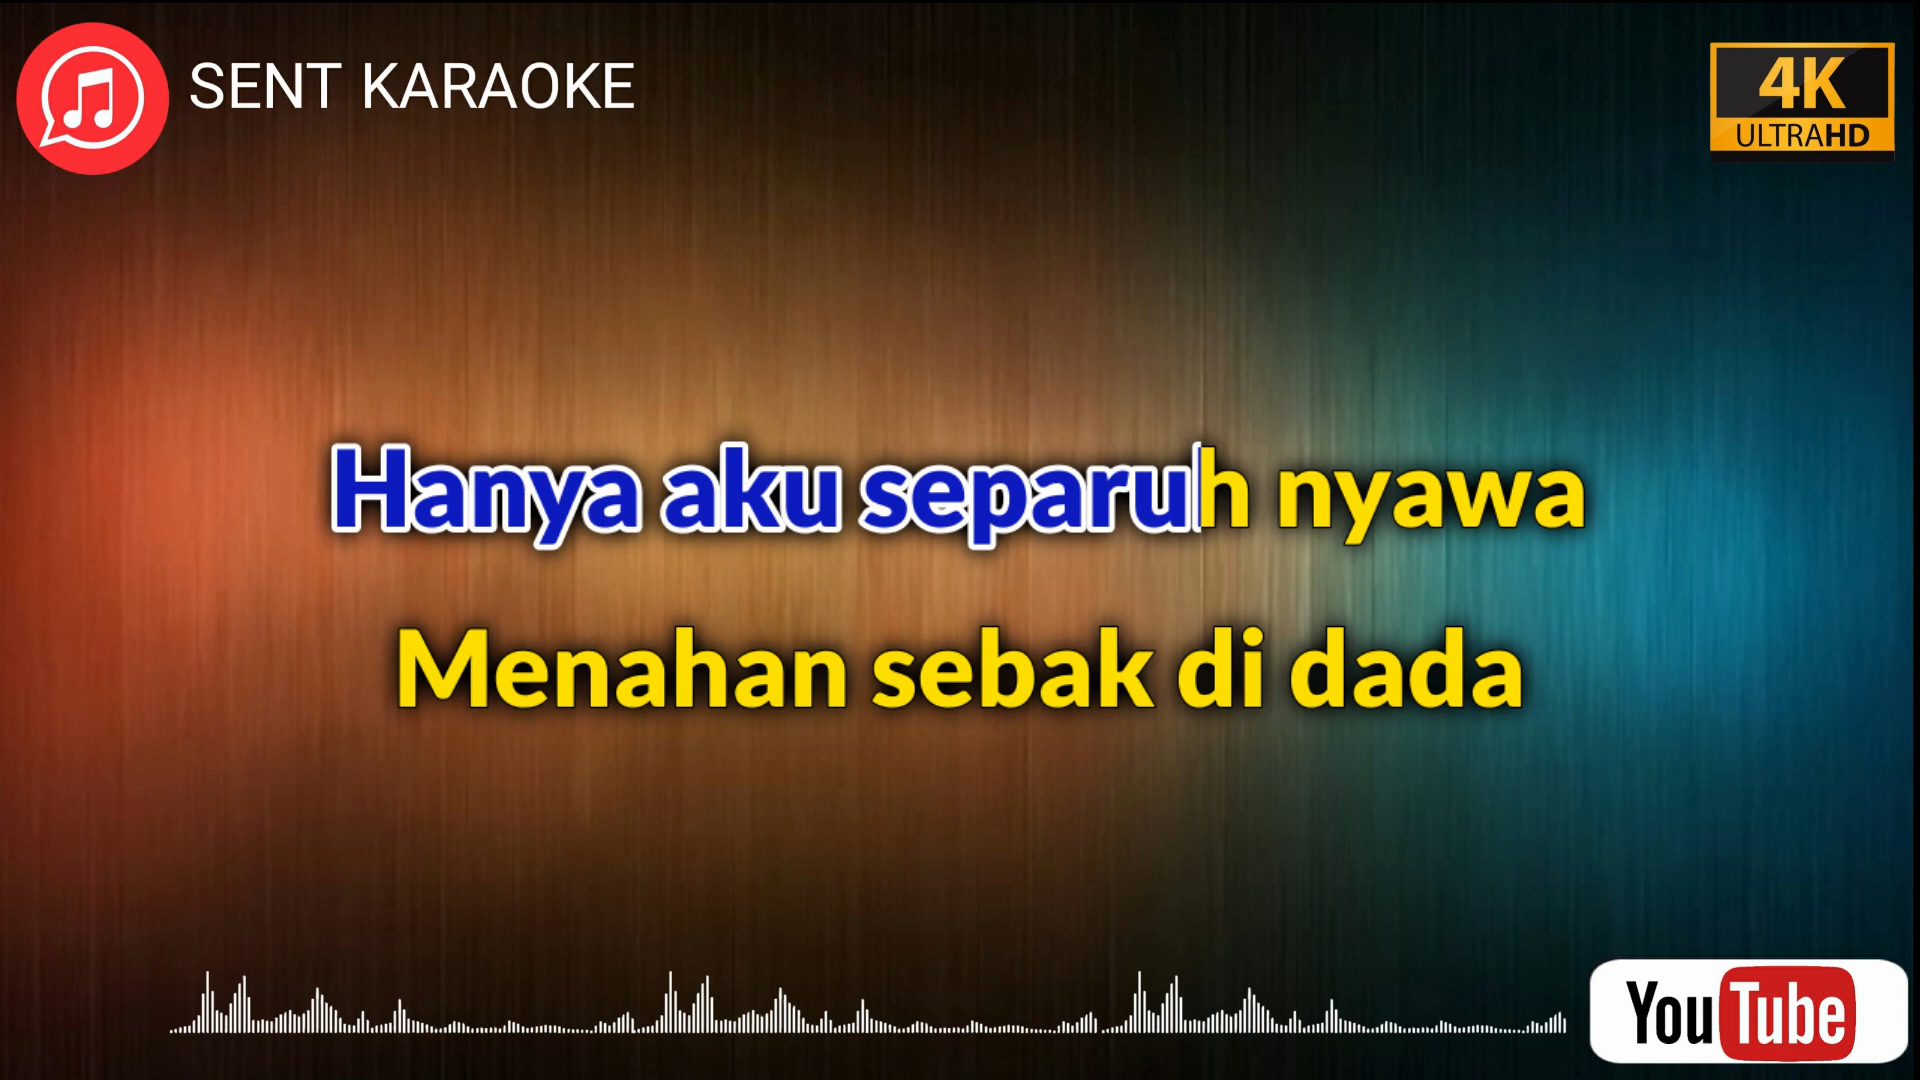 SENT KARAOKE
4K
ULTRAHD
Hanya aku separuh nyawa
Menahan sebak di dada
YouTube